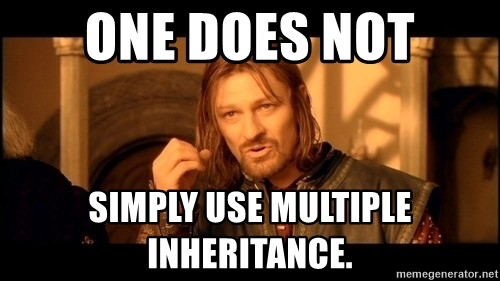 ONE DOES NOT
SIMPLY USE MULTIPLE
INHERITANCE.
memegenerator.net